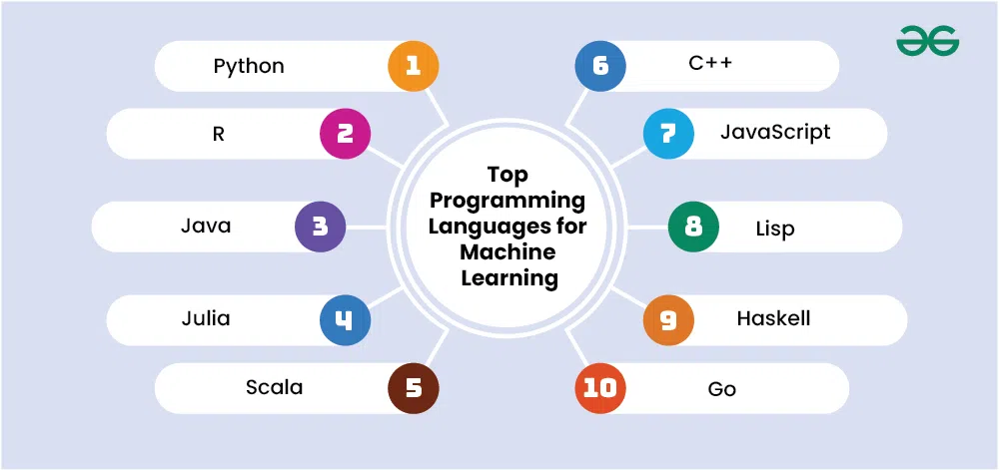 Python 1
R 2
Java 3
Julia 4
Scala 5
Top
Programming
Languages for
Machine
Learning
6 C++
7 JavaScript
8 Lisp
9 Haskell
10 Go